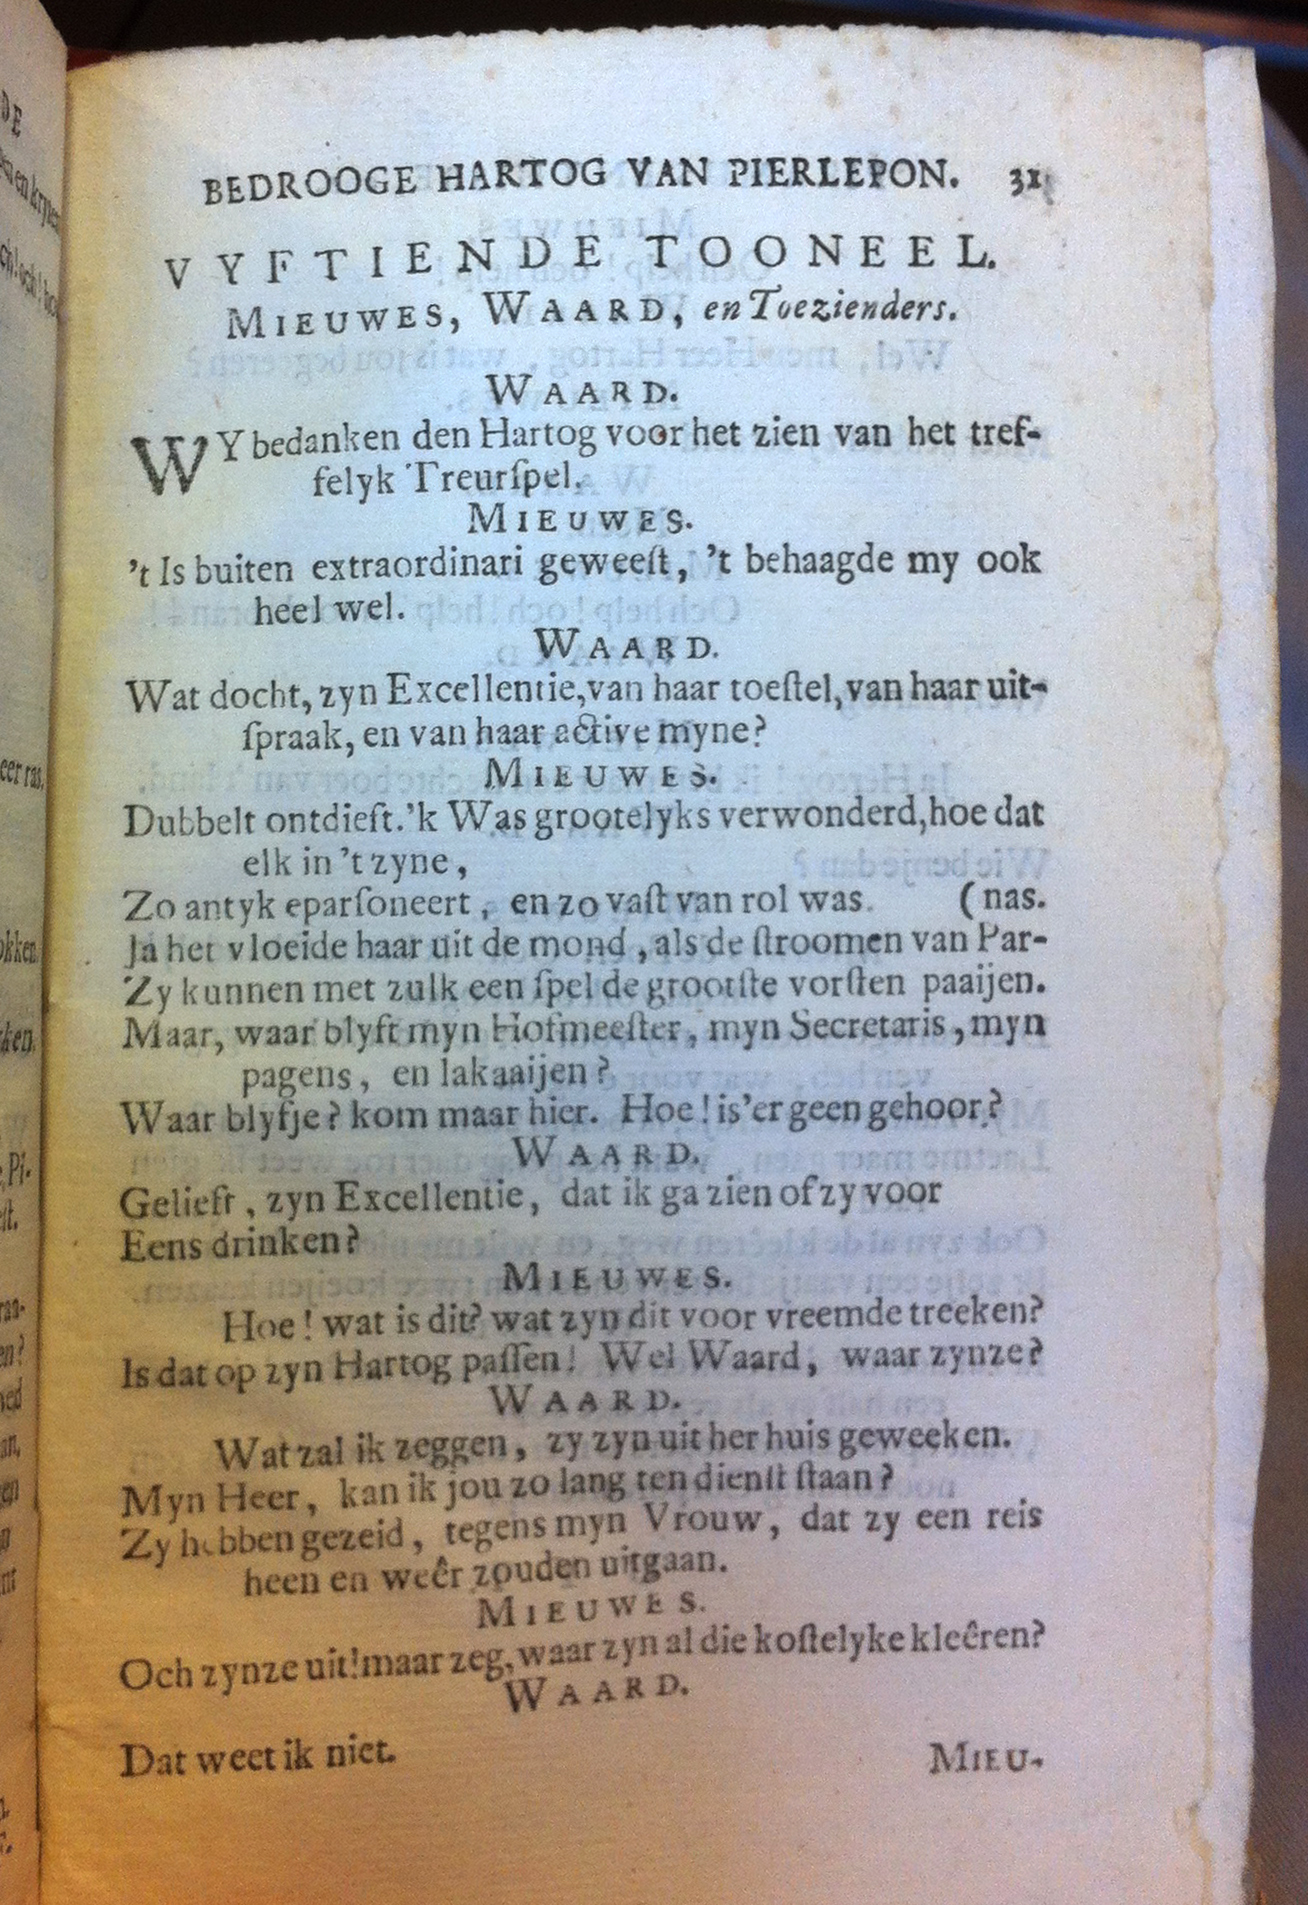 BEDROOGE HARTOG VAN PIERLEPON. 31
VYFTIENDE TOONEEL.
MIEUWES, WAARD, en Toezienders.
WAARD.
WY bedanken den Hartog voor het zien van het tref-
felyk Treurſpel.
MIEUWES.
't Is buiten extraordinari geweeſt, 't behaagde my ook
heel wel.
WAARD.
Wat docht, zyn Excellentie, van haar toeſtel, van haar uit-
ſpraak, en van haar active myne?
MIEUWES.
Dubbelt ontdieſt. 'k Was grootelyks verwonderd, hoe dat
elk in 't zyne,
Zo antyk eparſoneert, en zo vaſt van rol was. (nas.
Ja het vloeide haar uit de mond, als de ſtroomen van Par-
Zy kunnen met zulk een ſpel de grootſte vorſten paaijen.
Maar, waar blyft myn Hofmeeſter, myn Secretaris, myn
pagens, en lakaaijen?
Waar blyfje? kom maar hier. Hoe! is'er geen gehoor?
WAARD.
Gelieft, zyn Excellentie, dat ik ga zien of zy voor
Eens drinken?
MIEUWES.
Hoe! wat is dit? wat zyn dit voor vreemde treeken?
Is dat op zyn Hartog paſſen! Wel Waard, waar zynze?
WAARD.
Wat zal ik zeggen, zy zyn uit her huis geweeken.
Myn Heer, kan ik jou zo lang ten dienſt ſtaan?
Zy hebben gezeid, tegens myn Vrouw, dat zy een reis
heen en weêr zouden uitgaan.
MIEUWES.
Och zynze uit! maar zeg, waar zyn al die koſtelyke kleêren?
WAARD.
Dat weet ik niet.
MIEU-